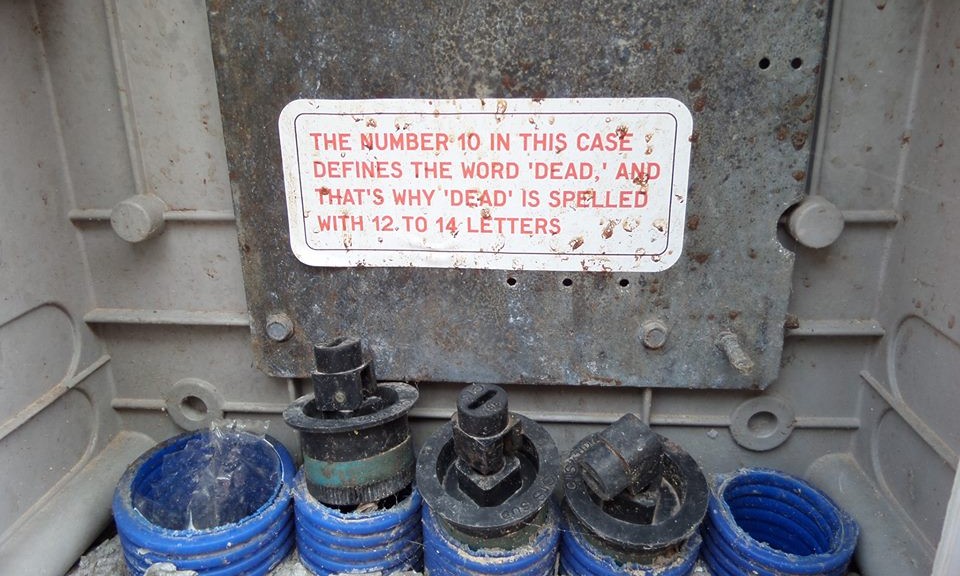 THE NUMBER 10 IN THIS CASE
DEFINES THE WORD 'DEAD,' AND
THAT'S WHY 'DEAD' IS SPELLED
WITH 12 TO 14 LETTERS